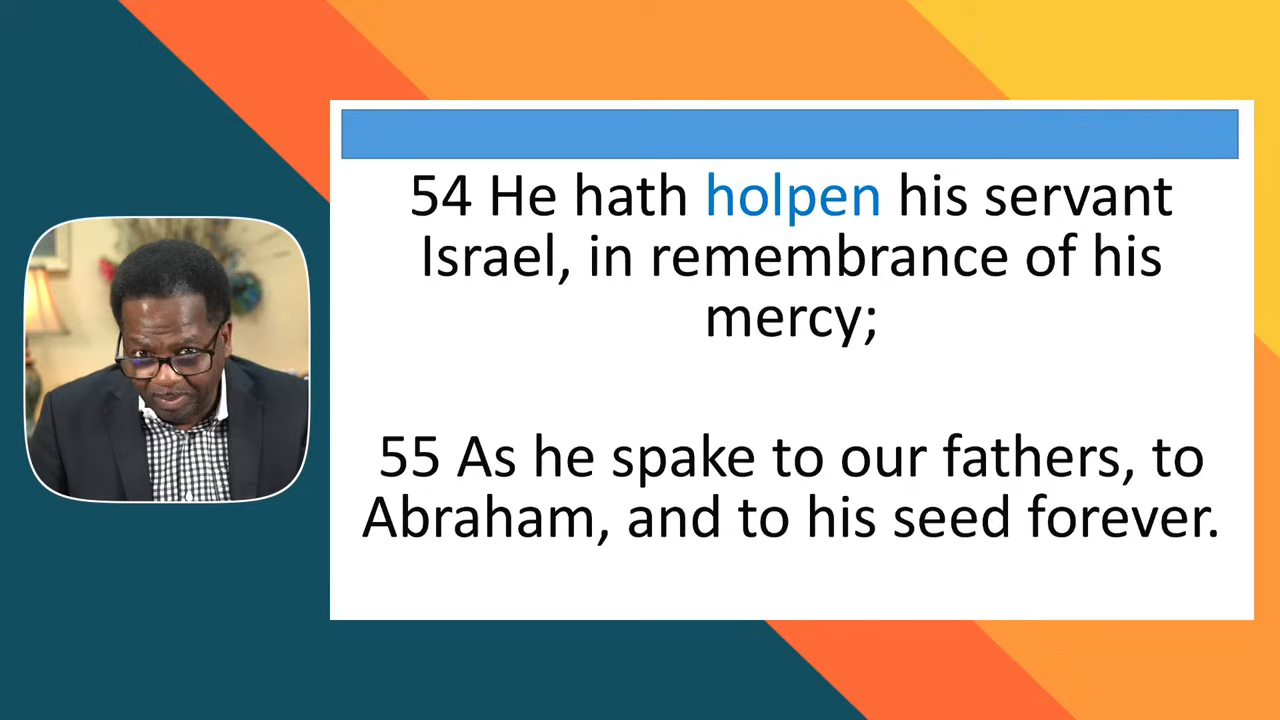 54 He hath holpen his servant
Israel, in remembrance of his
mercy;
55 As he spake to our fathers, to
Abraham, and to his seed forever.